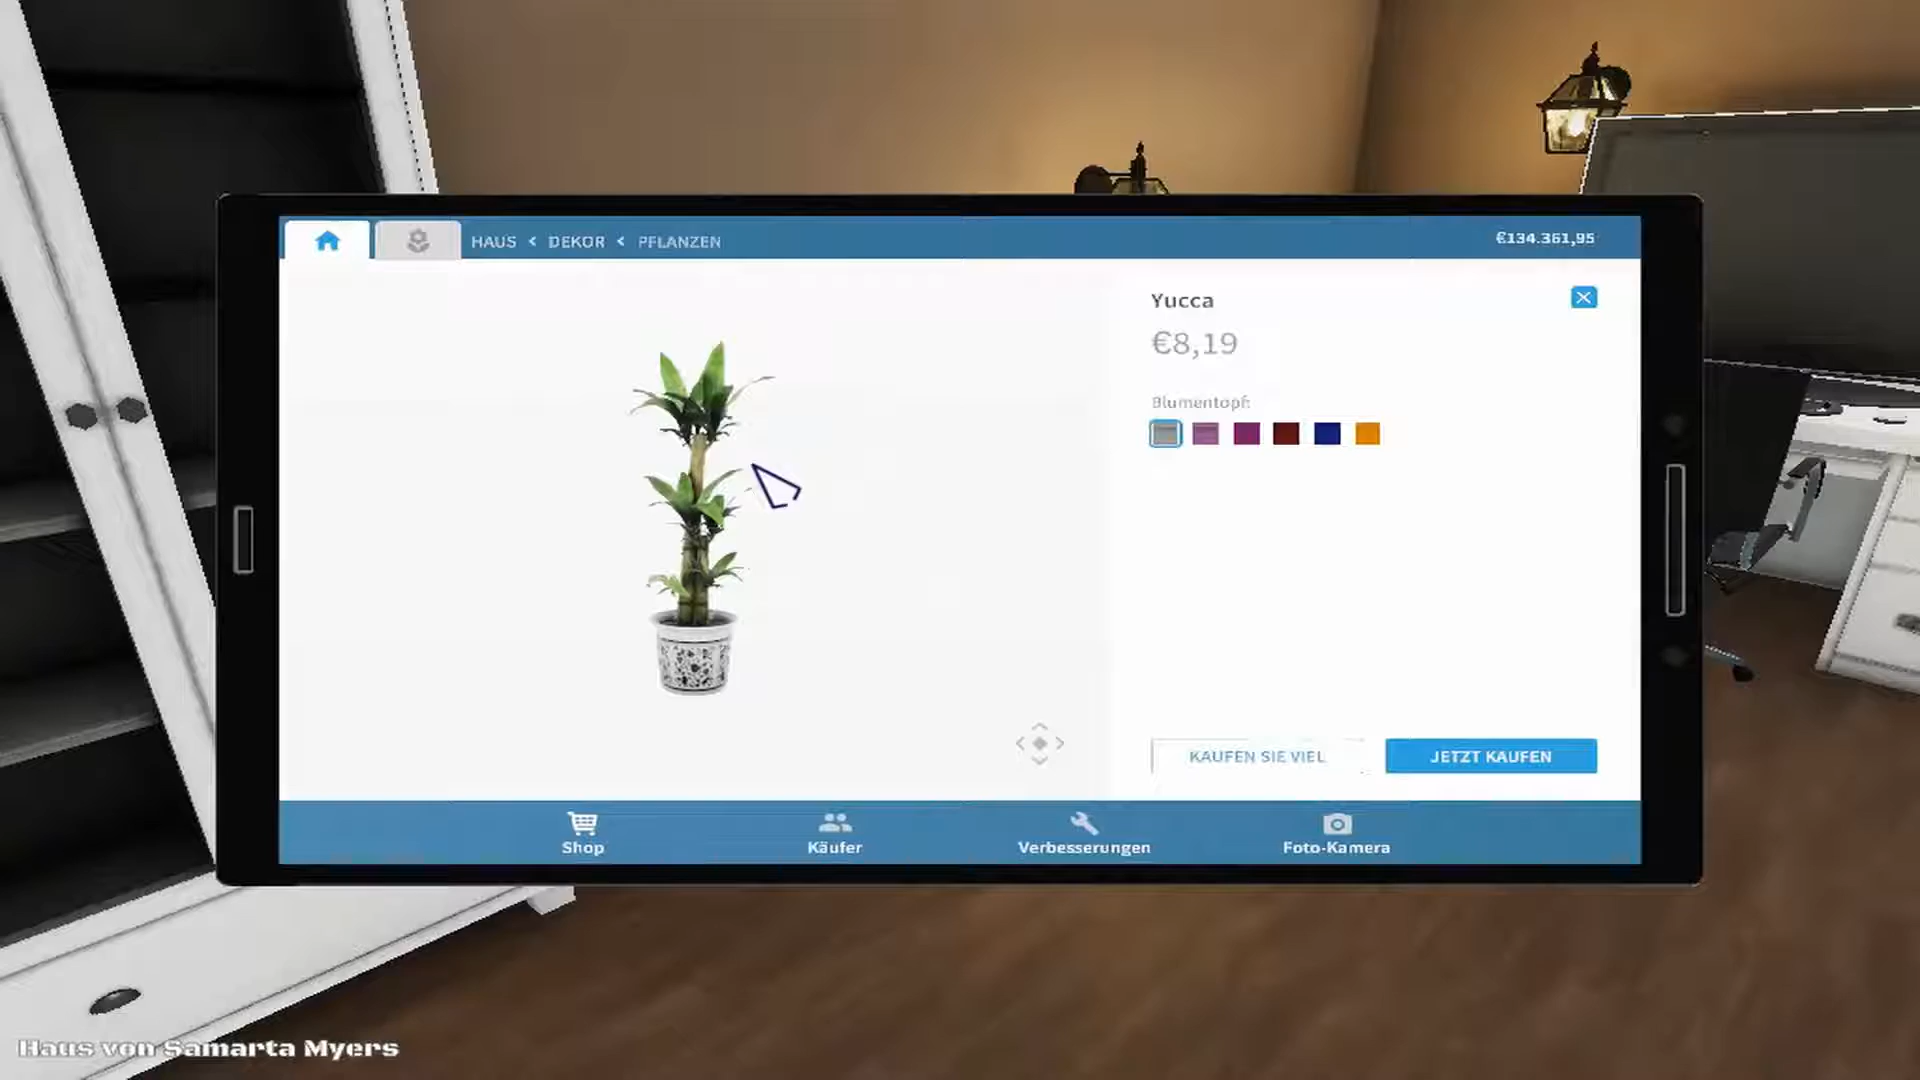 HAUS < DEKOR < PFLANZEN
€134.361,95
Yucca
€8,19
Blumentopf:
KAUFEN SIE VIEL
JETZT KAUFEN
Shop
Käufer
Verbesserungen
Foto-Kamera
Haus von Samarta Myers